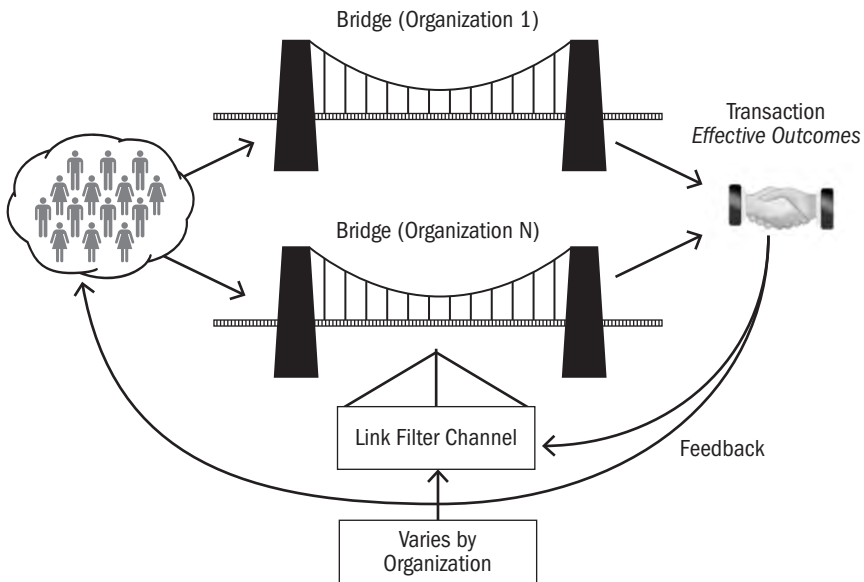 Bridge (Organization 1)
Transaction
Effective Outcomes
Bridge (Organization N)
Link Filter Channel
Feedback
Varies by
Organization